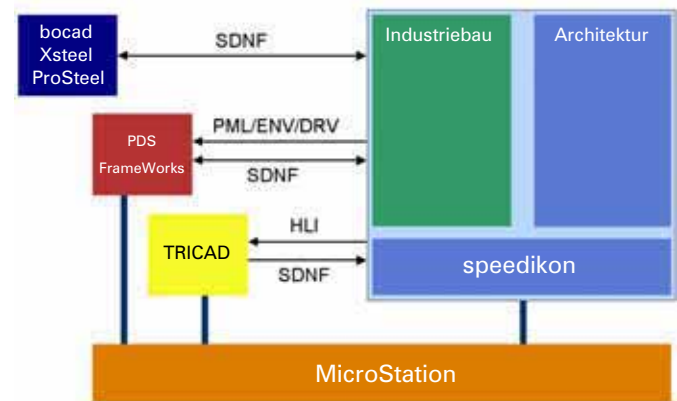 bocad
Xsteel
ProSteel
SDNF
Industriebau
Architektur
PDS
FrameWorks
PML/ENV/DRV
SDNF
TRICAD
HLI
SDNF
speedikon
MicroStation